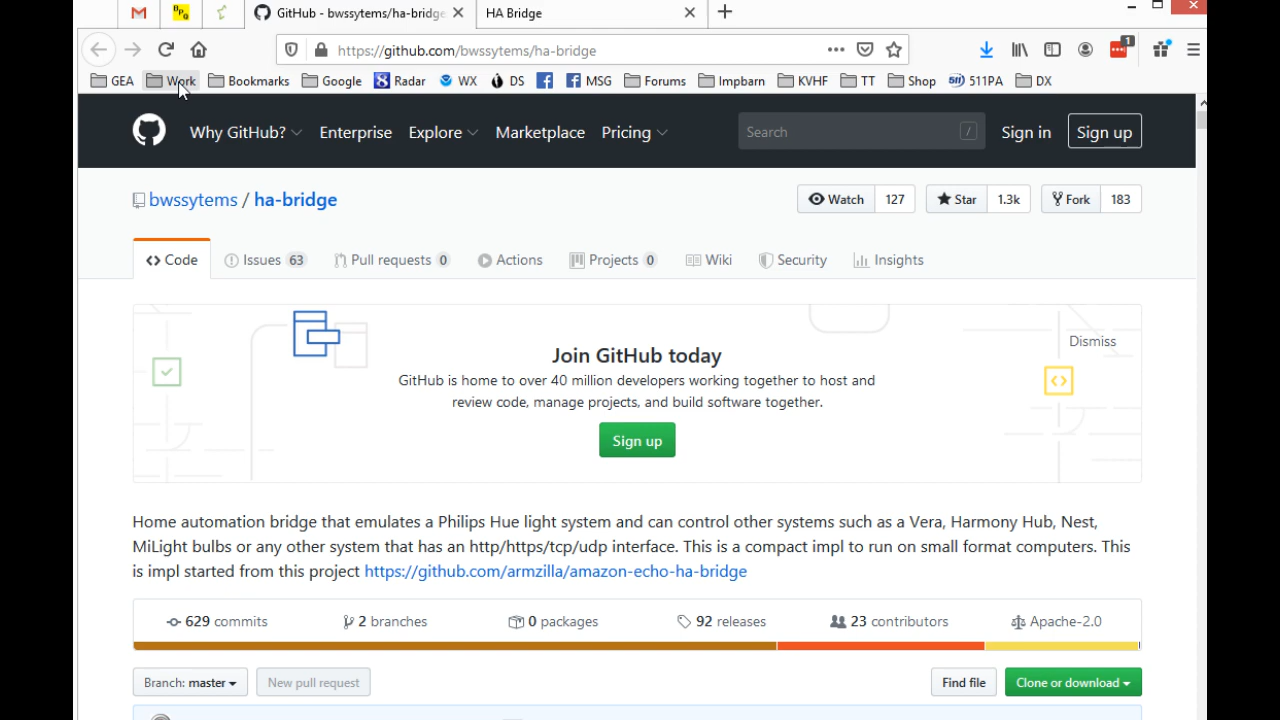 GitHub - bwssytems/ha-bridge
HA Bridge
https://github.com/bwssytems/ha-bridge
1
GEA Work Bookmarks Google Radar WX DS MSG Forums Impbarn KVHF TT Shop 511PA DX
Why GitHub? Enterprise Explore Marketplace Pricing Search / Sign in Sign up
bwssytems / ha-bridge
Watch 127 Star 1.3k Fork 183
Code Issues 63 Pull requests 0 Actions Projects 0 Wiki Security Insights
Join GitHub today
Dismiss
GitHub is home to over 40 million developers working together to host and
review code, manage projects, and build software together.
Sign up
Home automation bridge that emulates a Philips Hue light system and can control other systems such as a Vera, Harmony Hub, Nest,
MiLight bulbs or any other system that has an http/https/tcp/udp interface. This is a compact impl to run on small format computers. This
is impl started from this project https://github.com/armzilla/amazon-echo-ha-bridge
629 commits 2 branches 0 packages 92 releases 23 contributors Apache-2.0
Branch: master New pull request Find file Clone or download